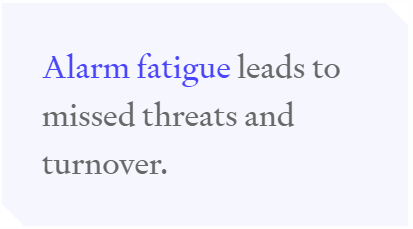 Alarm fatigue leads to
missed threats and
turnover.